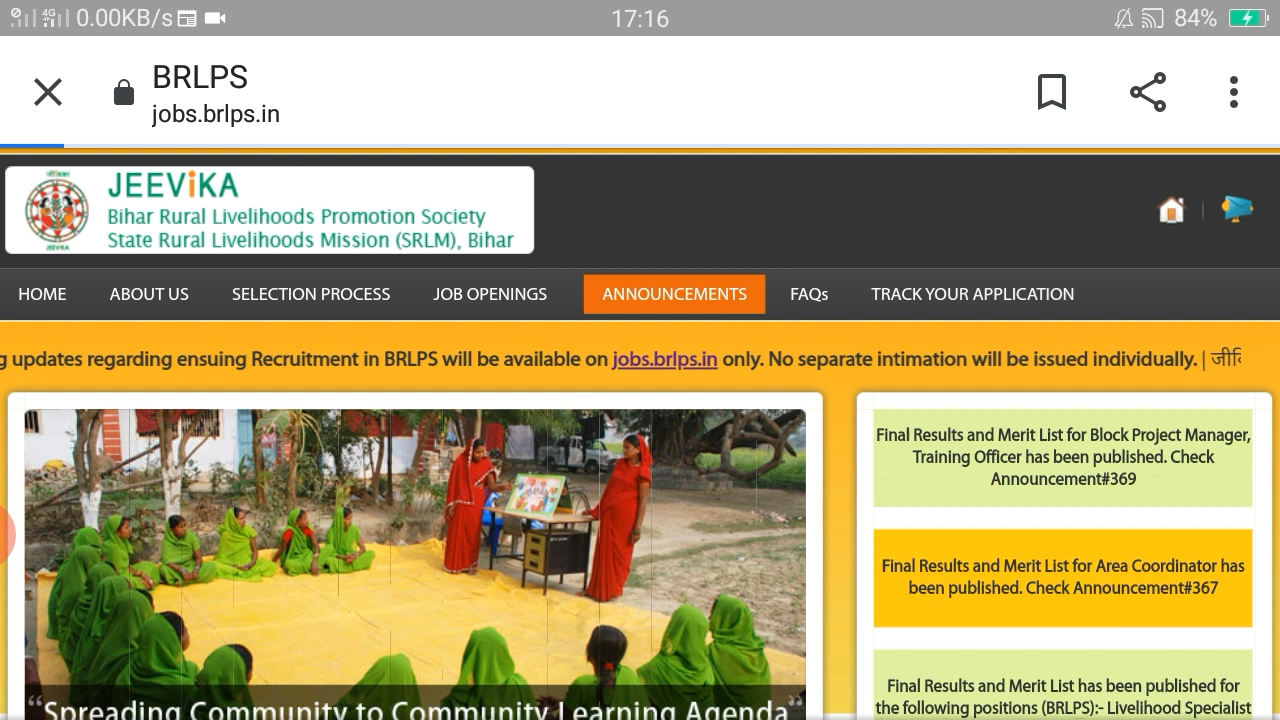 4G 0.00KB/s 17:16 84%
BRLPS
jobs.brlps.in
JEEViKA
Bihar Rural Livelihoods Promotion Society
State Rural Livelihoods Mission (SRLM), Bihar
JEEVIKA
HOME ABOUT US SELECTION PROCESS JOB OPENINGS ANNOUNCEMENTS FAQs TRACK YOUR APPLICATION
g updates regarding ensuing Recruitment in BRLPS will be available on jobs.brlps.in only. No separate intimation will be issued individually. | जीवि
Final Results and Merit List for Block Project Manager,
Training Officer has been published. Check
Announcement#369
Final Results and Merit List for Area Coordinator has
been published. Check Announcement#367
Final Results and Merit List has been published for
the following positions (BRLPS):- Livelihood Specialist
“Spreading Community to Community Learning Agenda”